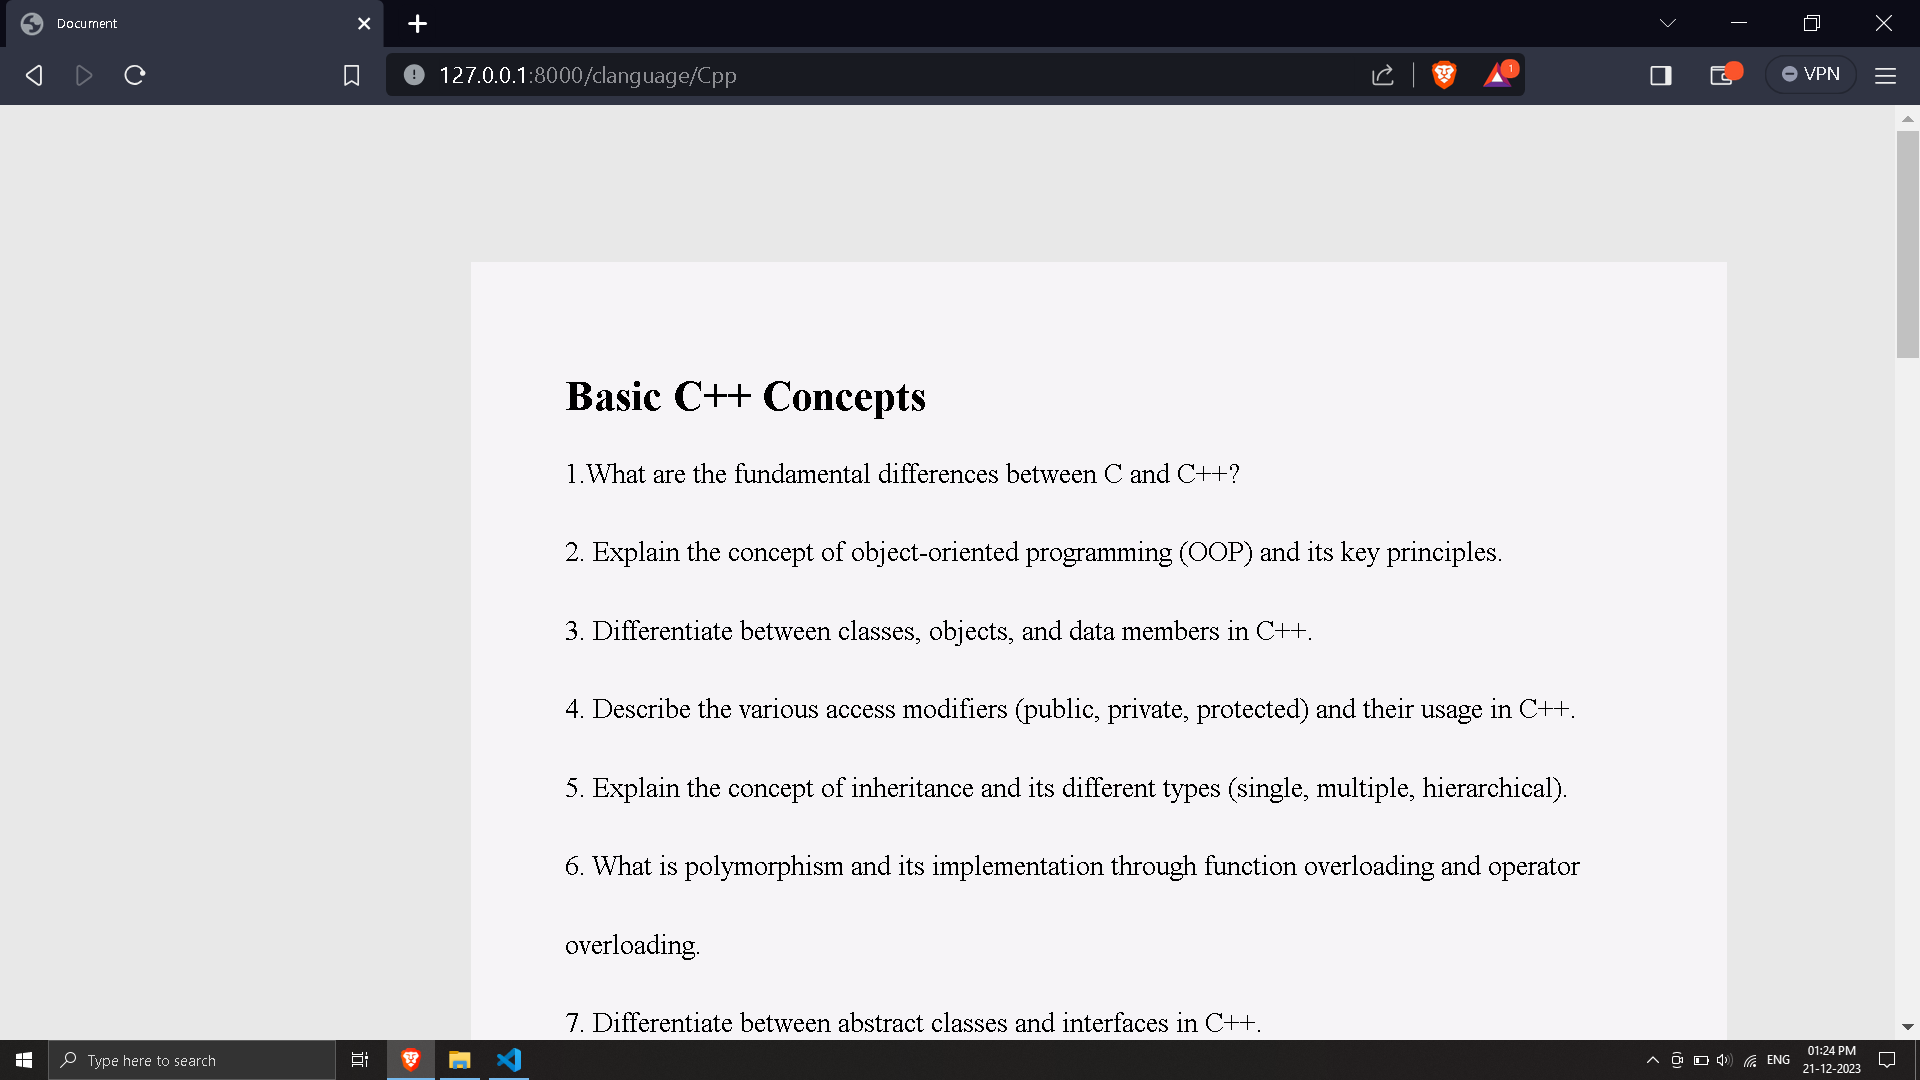 Document
127.0.0.1:8000/clanguage/Cpp
1
VPN
Basic C++ Concepts
1.What are the fundamental differences between C and C++?
2. Explain the concept of object-oriented programming (OOP) and its key principles.
3. Differentiate between classes, objects, and data members in C++.
4. Describe the various access modifiers (public, private, protected) and their usage in C++.
5. Explain the concept of inheritance and its different types (single, multiple, hierarchical).
6. What is polymorphism and its implementation through function overloading and operator
overloading.
7. Differentiate between abstract classes and interfaces in C++.
Type here to search
ENG
01:24 PM
21-12-2023